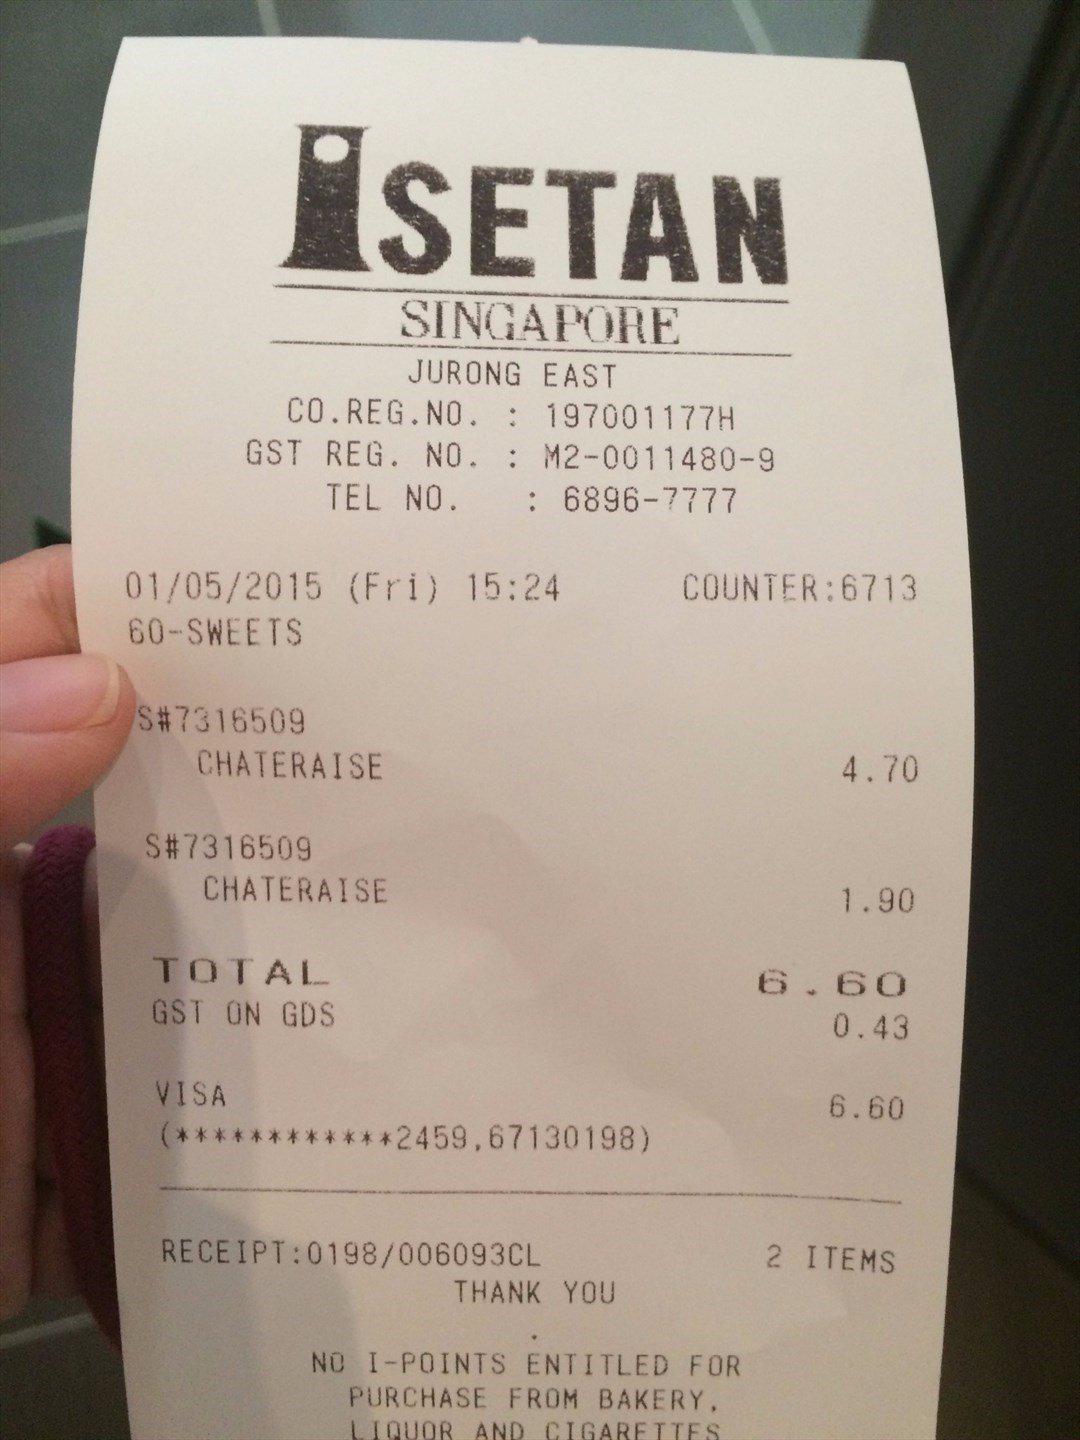 ISETAN
SINGAPORE
JURONG EAST
CO.REG.NO. : 197001177H
GST REG. NO. : M2-0011480-9
TEL NO. : 6896-7777
01/05/2015 (Fri) 15:24 COUNTER:6713
60-SWEETS
S#7316509
CHATERAISE 4.70
S#7316509
CHATERAISE 1.90
TOTAL 6.60
GST ON GDS 0.43
VISA 6.60
(************2459,67130198)
RECEIPT:0198/006093CL 2 ITEMS
THANK YOU
.
NO I-POINTS ENTITLED FOR
PURCHASE FROM BAKERY,
LIQUOR AND CIGARETTES